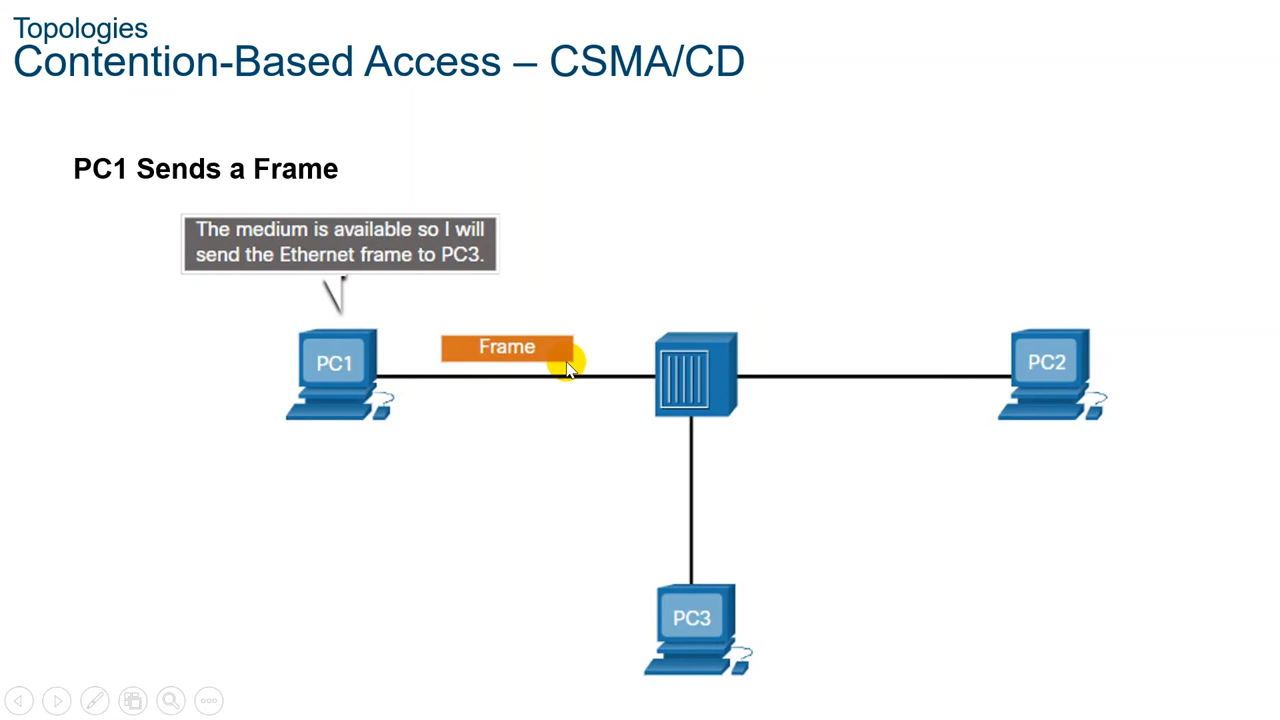 Topologies
Contention-Based Access – CSMA/CD
PC1 Sends a Frame
The medium is available so I will
send the Ethernet frame to PC3.
PC1
Frame
PC2
PC3